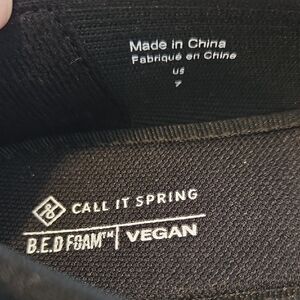 Made in China
Fabriqué en Chine
US
7
CALL IT SPRING
B.E.D FOAM™ | VEGAN